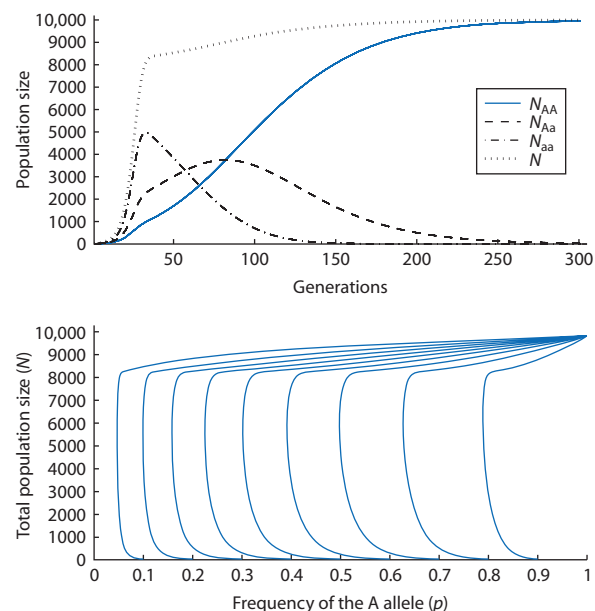 10,000
9000
8000
7000
6000
5000
4000
3000
2000
1000
0
Population size
N_AA
N_Aa
N_aa
N
50 100 150 200 250 300
Generations
10,000
9000
8000
7000
6000
5000
4000
3000
2000
1000
0
Total population size (N)
0 0.1 0.2 0.3 0.4 0.5 0.6 0.7 0.8 0.9 1
Frequency of the A allele (p)